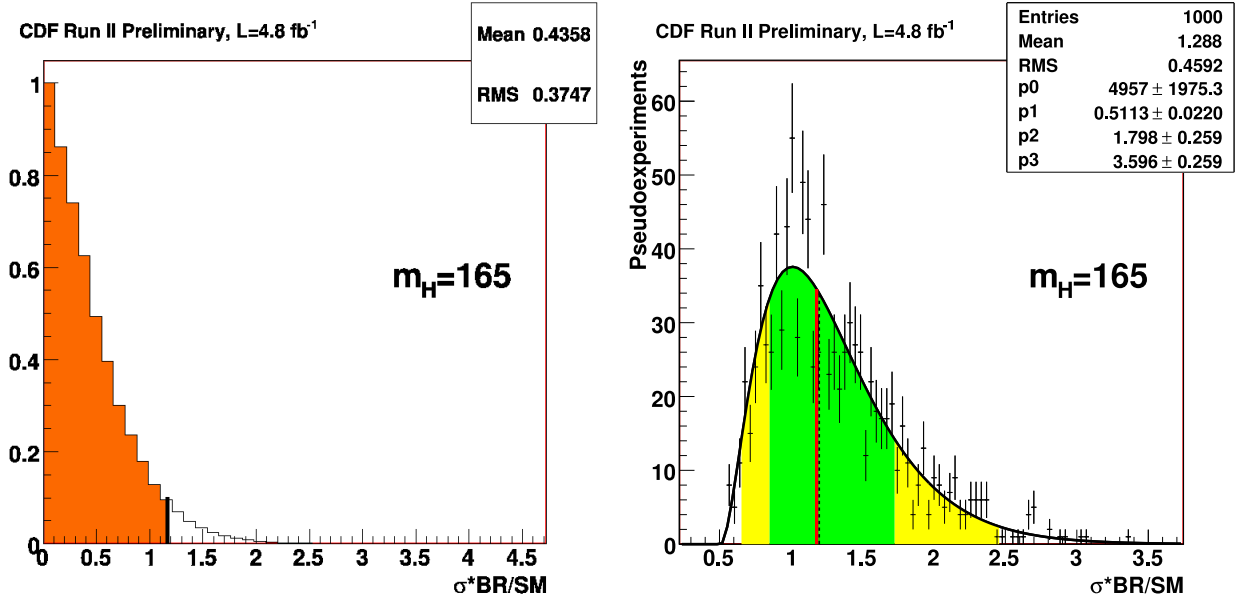 CDF Run II Preliminary, L=4.8 fb⁻¹
Mean 0.4358
RMS 0.3747
1
0.8
0.6
0.4
0.2
0
m_H=165
0 0.5 1 1.5 2 2.5 3 3.5 4 4.5
σ*BR/SM
CDF Run II Preliminary, L=4.8 fb⁻¹
Entries 1000
Mean 1.288
RMS 0.4592
p0 4957 ± 1975.3
p1 0.5113 ± 0.0220
p2 1.798 ± 0.259
p3 3.596 ± 0.259
Pseudoexperiments
60
50
40
30
20
10
0
m_H=165
0.5 1 1.5 2 2.5 3 3.5
σ*BR/SM